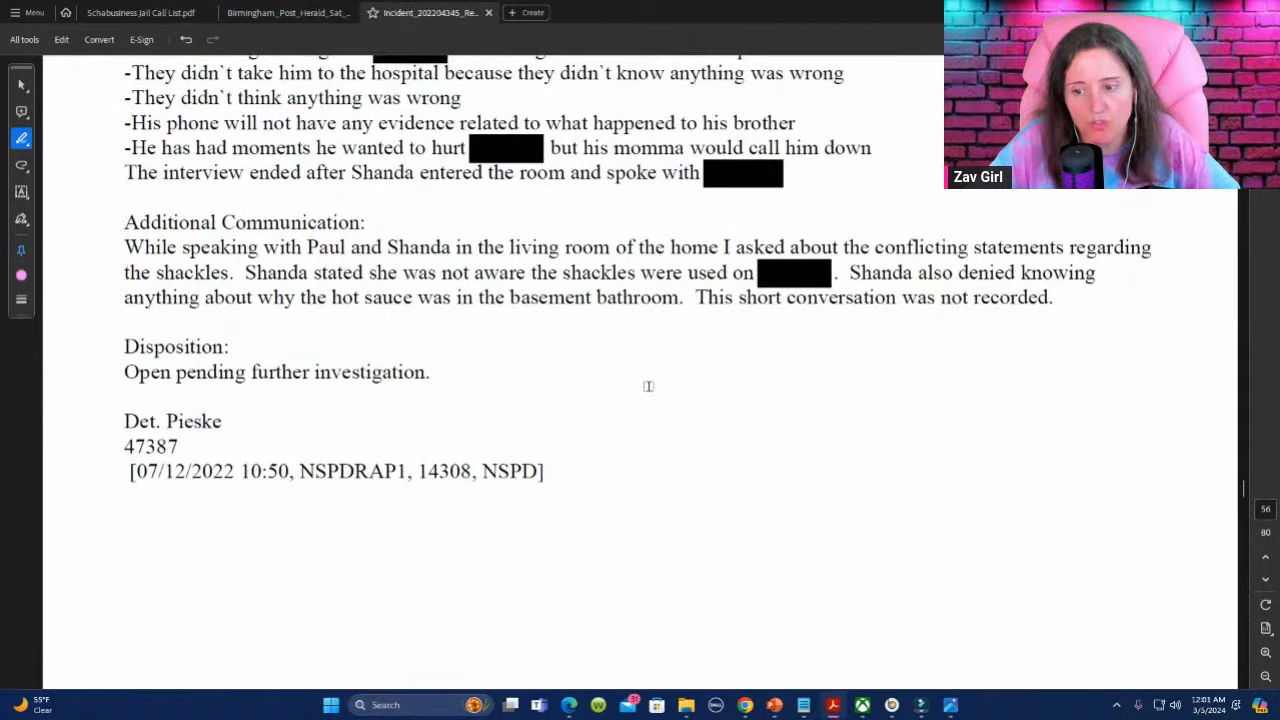 Menu
Schabusiness Jail Call List.pdf
Birmingham_Post_Herald_Sat_...
Incident_202204345_Re...
Create
All tools Edit Convert E-Sign
-They didn`t take him to the hospital because they didn`t know anything was wrong
-They didn`t think anything was wrong
-His phone will not have any evidence related to what happened to his brother
-He has had moments he wanted to hurt but his momma would call him down
The interview ended after Shanda entered the room and spoke with
Additional Communication:
While speaking with Paul and Shanda in the living room of the home I asked about the conflicting statements regarding
the shackles. Shanda stated she was not aware the shackles were used on . Shanda also denied knowing
anything about why the hot sauce was in the basement bathroom. This short conversation was not recorded.
Disposition:
Open pending further investigation.
Det. Pieske
47387
[07/12/2022 10:50, NSPDRAP1, 14308, NSPD]
Zav Girl
56
80
55°F
Clear
Search
31
DELL
12:01 AM
3/5/2024